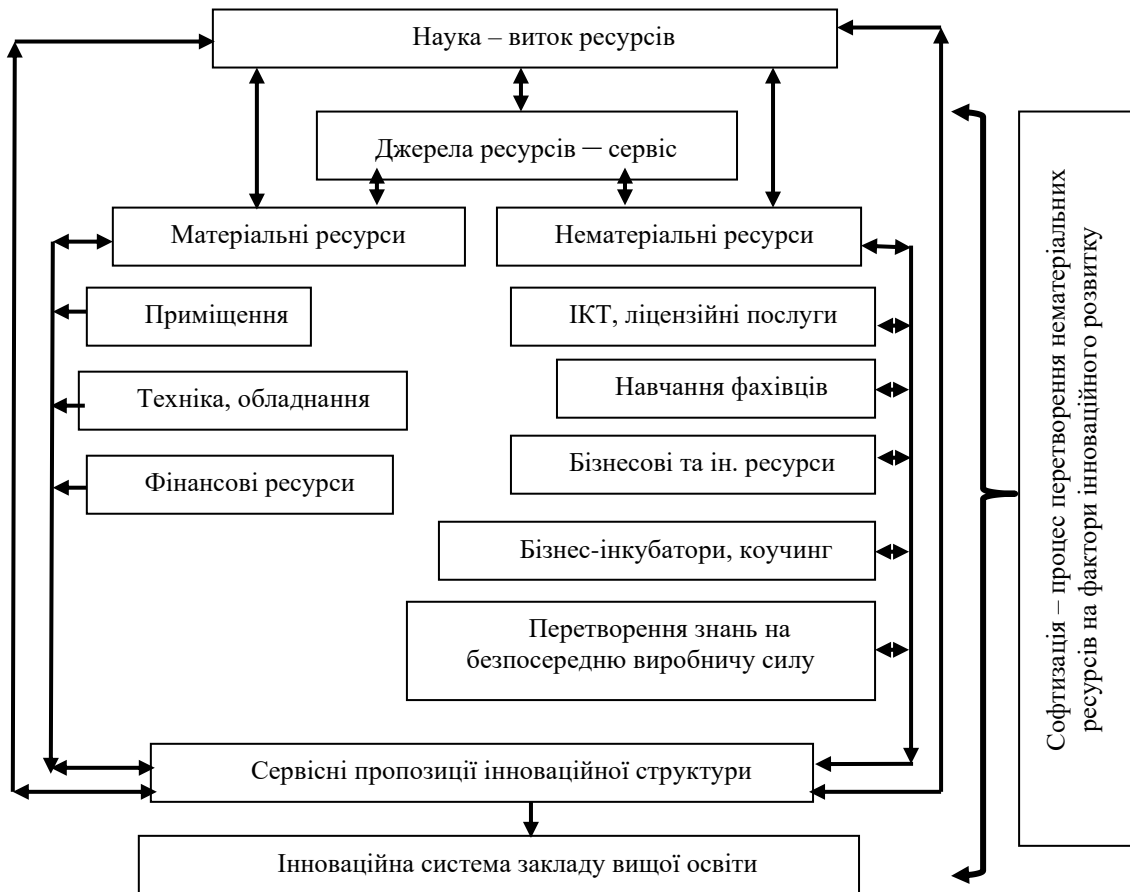 Наука – виток ресурсів
Джерела ресурсів — сервіс
Матеріальні ресурси
Нематеріальні ресурси
Приміщення
ІКТ, ліцензійні послуги
Навчання фахівців
Техніка, обладнання
Бізнесові та ін. ресурси
Фінансові ресурси
Бізнес-інкубатори, коучинг
Перетворення знань на
безпосередню виробничу силу
Сервісні пропозиції інноваційної структури
Інноваційна система закладу вищої освіти
Софтизація – процес перетворення нематеріальних
ресурсів на фактори інноваційного розвитку